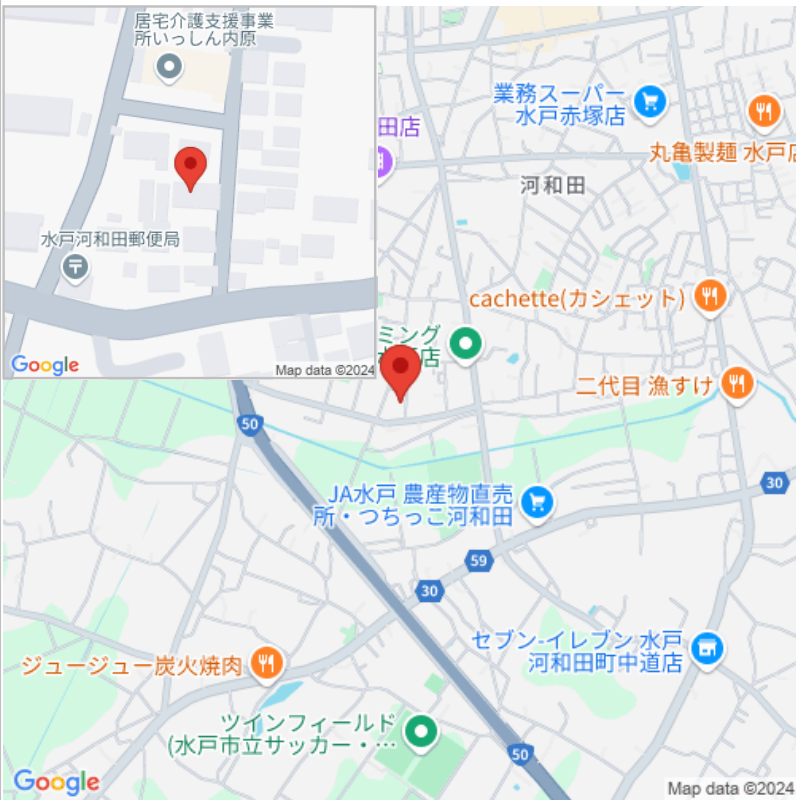 居宅介護支援事業
所いっしん内原
水戸河和田郵便局
Google
Map data ©2024
田店
業務スーパー
水戸赤塚店
丸亀製麺 水戸店
河和田
cachette(カシェット)
ミング
店
二代目 漁すけ
50
JA水戸 農産物直売
所・つちっこ河和田
30
59
30
セブン-イレブン 水戸
河和田町中道店
ジュージュー炭火焼肉
ツインフィールド
(水戸市立サッカー・…
50
Google
Map data ©2024